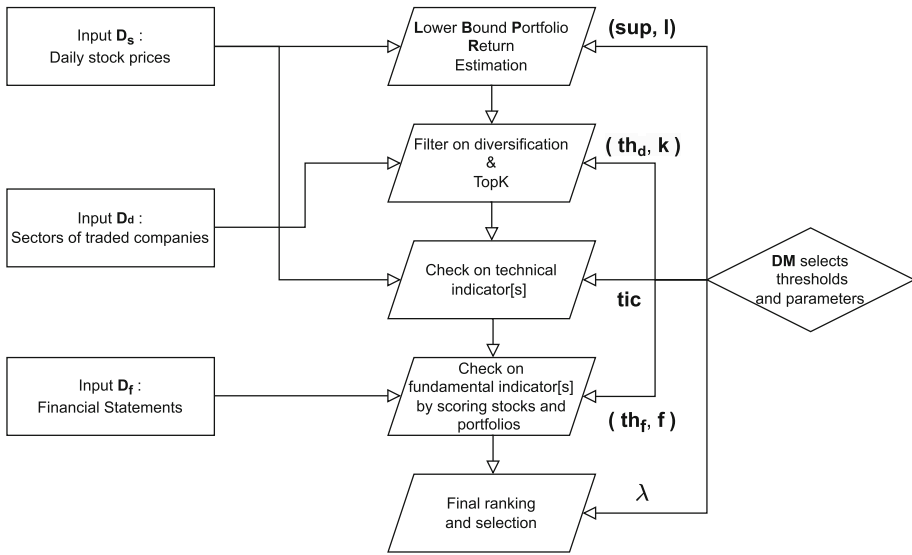 Input Ds :
Daily stock prices
Lower Bound Portfolio
Return
Estimation
(sup, l)
Filter on diversification
&
TopK
( thd, k )
Input Dd :
Sectors of traded companies
Check on technical
indicator[s]
tic
DM selects
thresholds
and parameters
Input Df :
Financial Statements
Check on
fundamental indicator[s]
by scoring stocks and
portfolios
( thf, f )
Final ranking
and selection
λ